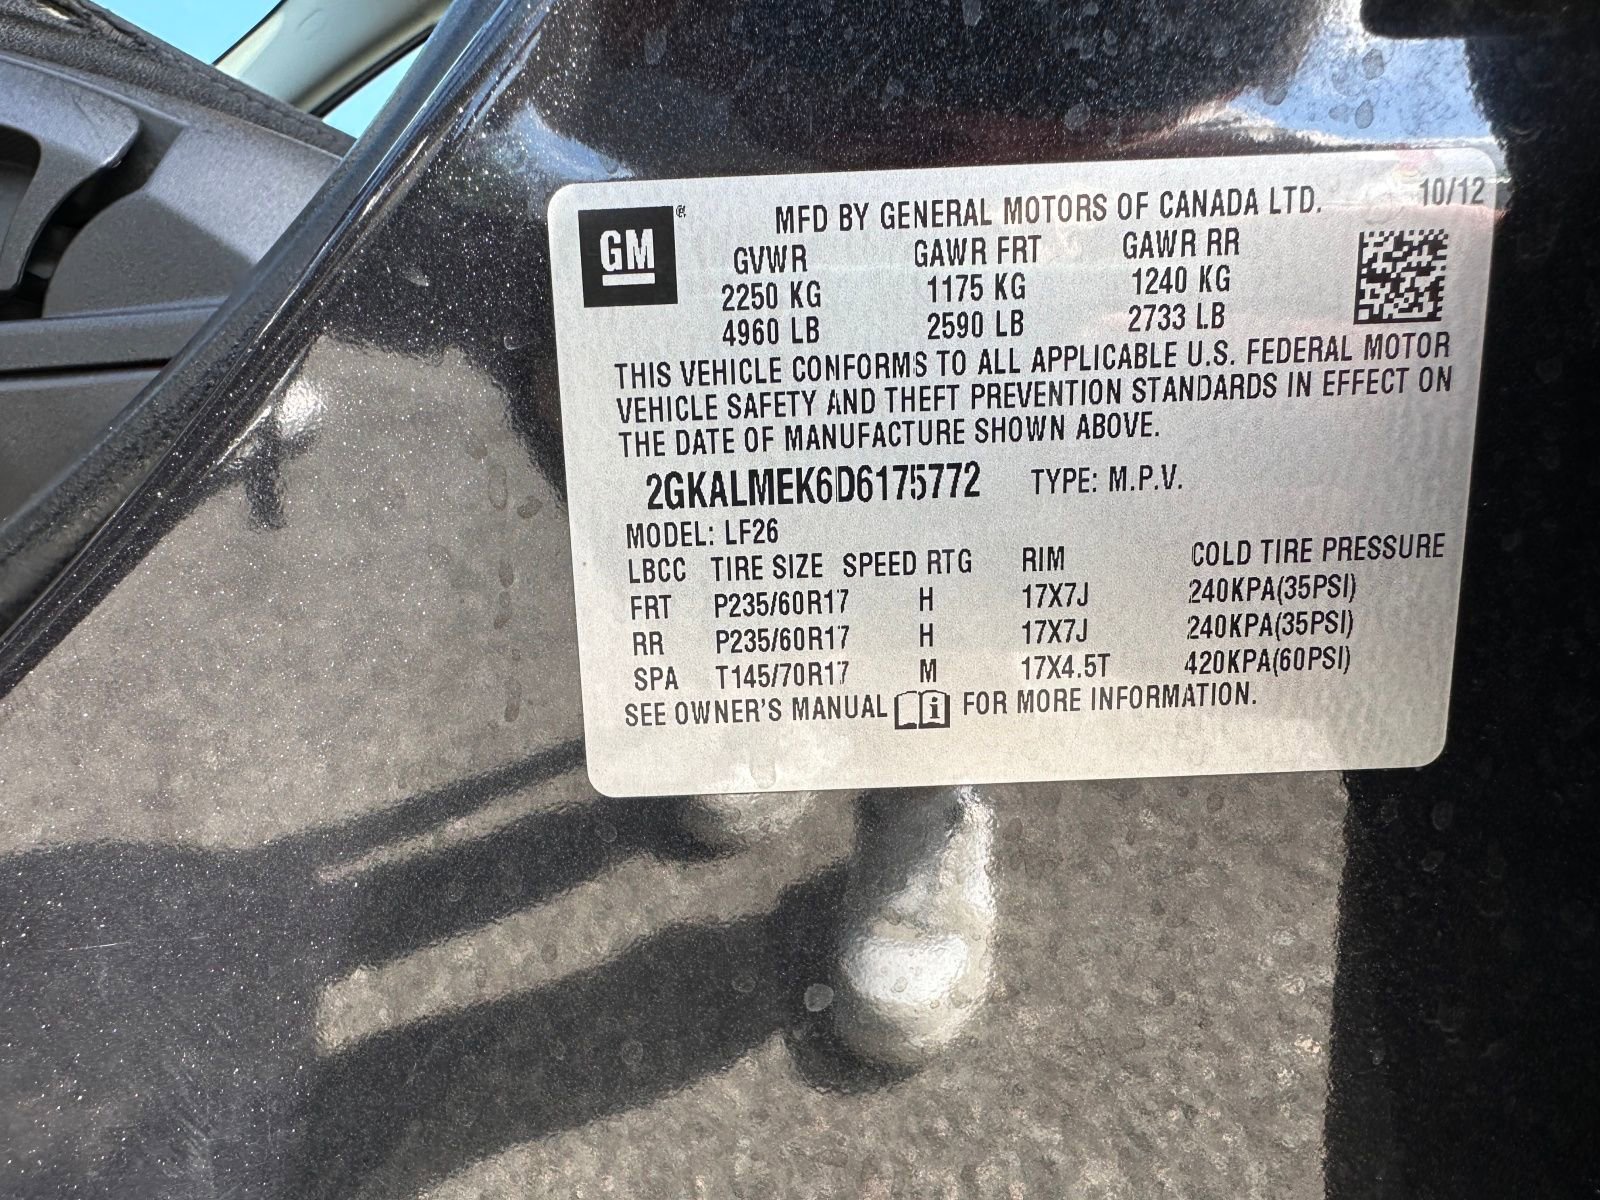 GM
MFD BY GENERAL MOTORS OF CANADA LTD. 10/12
GVWR GAWR FRT GAWR RR
2250 KG 1175 KG 1240 KG
4960 LB 2590 LB 2733 LB
THIS VEHICLE CONFORMS TO ALL APPLICABLE U.S. FEDERAL MOTOR
VEHICLE SAFETY AND THEFT PREVENTION STANDARDS IN EFFECT ON
THE DATE OF MANUFACTURE SHOWN ABOVE.
2GKALMEK6D6175772 TYPE: M.P.V.
MODEL: LF26
LBCC TIRE SIZE SPEED RTG RIM COLD TIRE PRESSURE
FRT P235/60R17 H 17X7J 240KPA(35PSI)
RR P235/60R17 H 17X7J 240KPA(35PSI)
SPA T145/70R17 M 17X4.5T 420KPA(60PSI)
SEE OWNER'S MANUAL i FOR MORE INFORMATION.